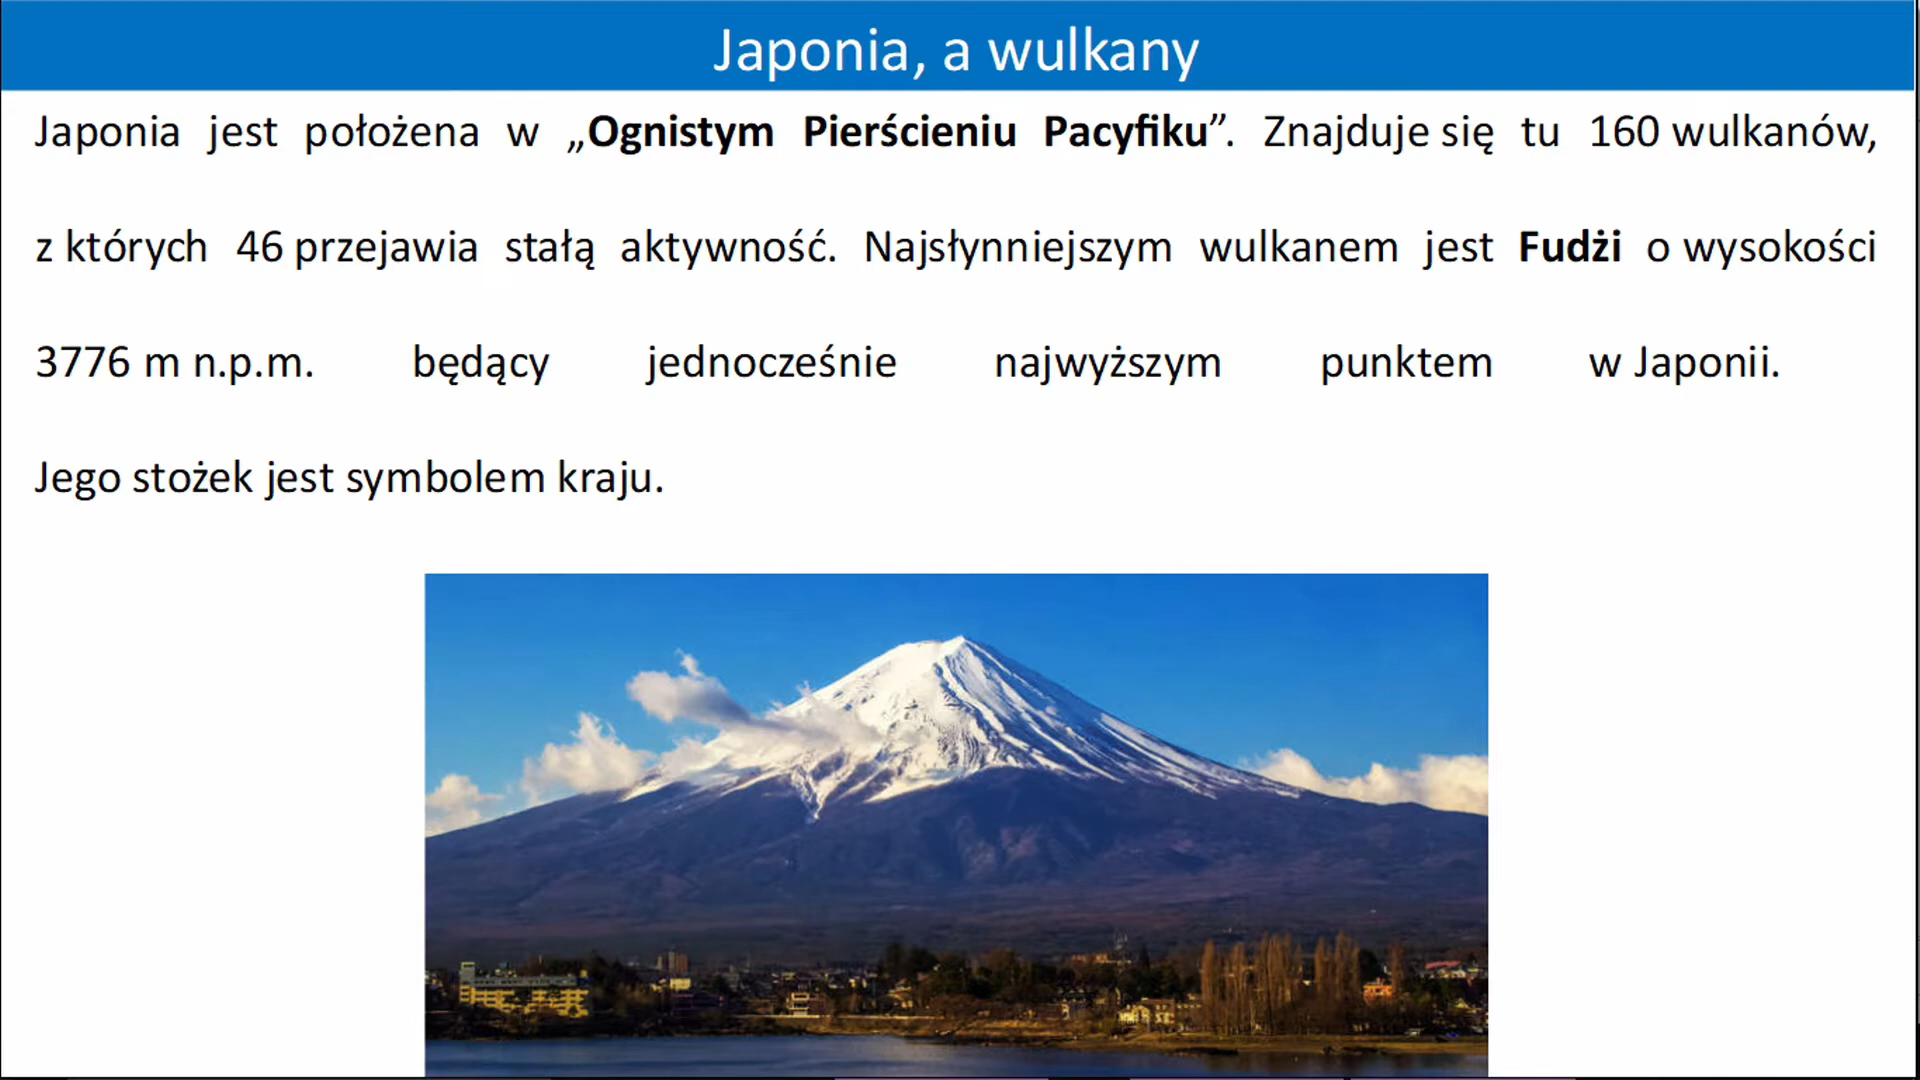 Japonia, a wulkany
Japonia jest położona w „Ognistym Pierścieniu Pacyfiku”. Znajduje się tu 160 wulkanów,
z których 46 przejawia stałą aktywność. Najsłynniejszym wulkanem jest Fudżi o wysokości
3776 m n.p.m. będący jednocześnie najwyższym punktem w Japonii.
Jego stożek jest symbolem kraju.